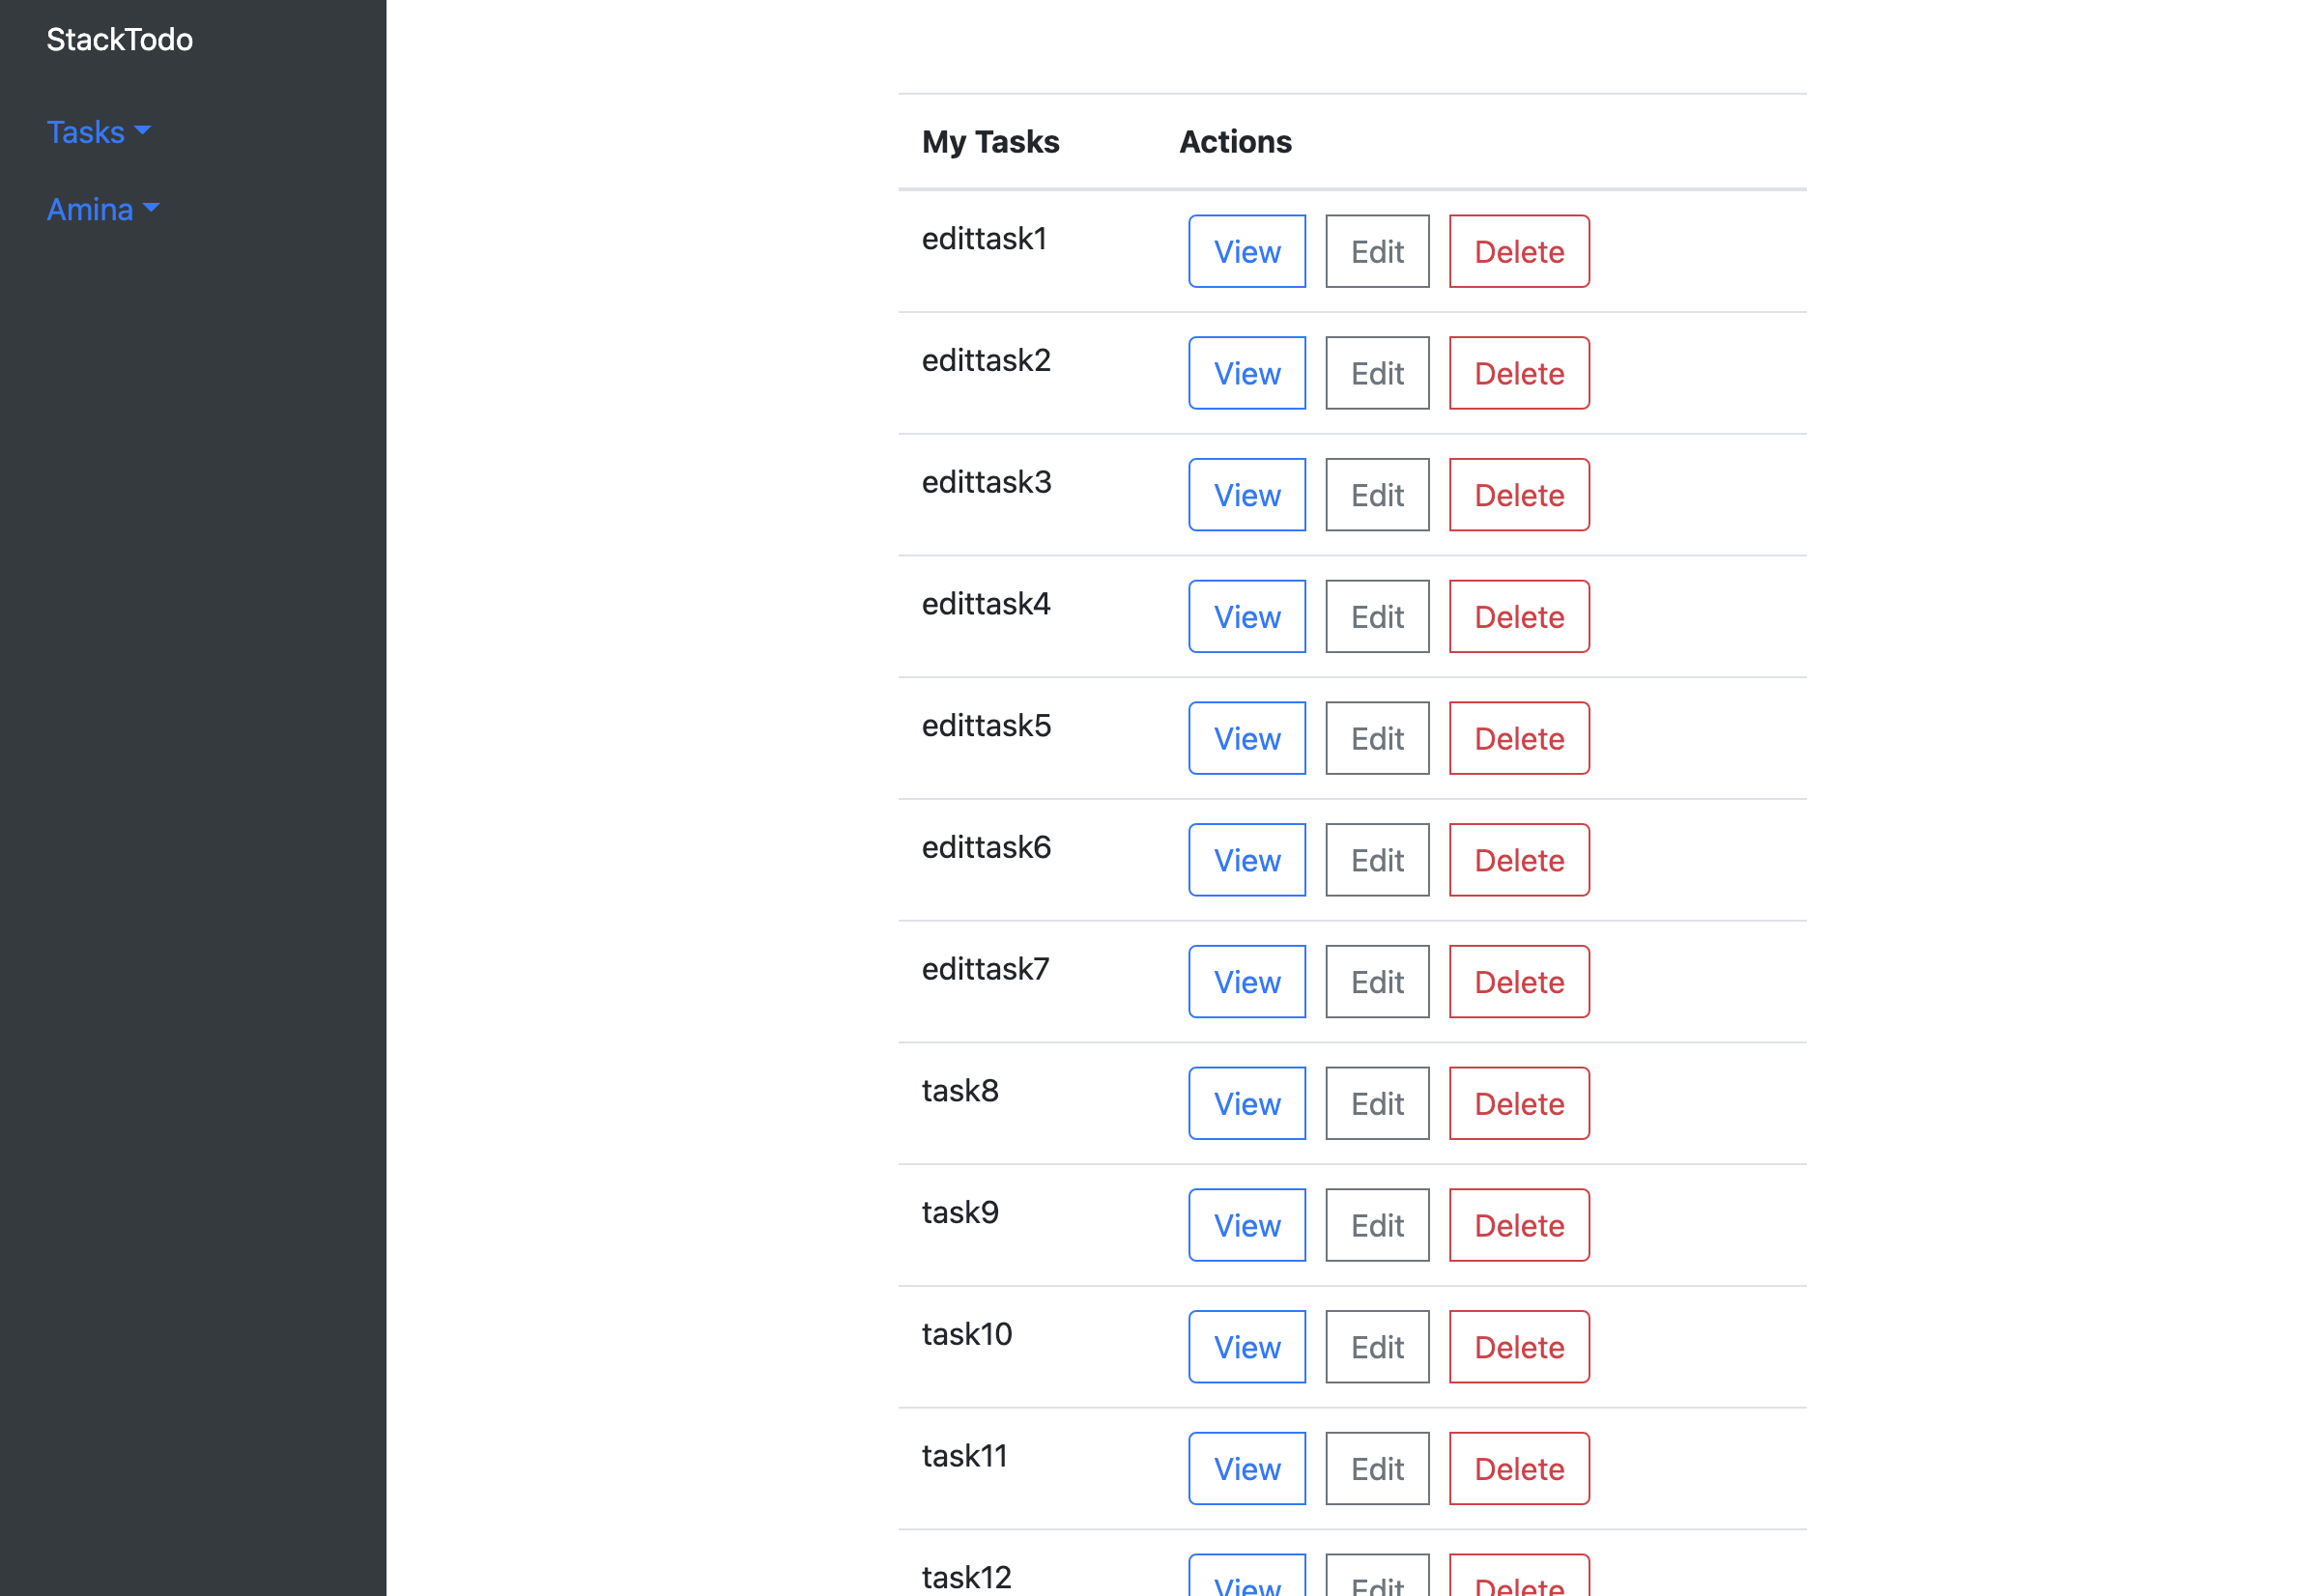 StackTodo
Tasks
Amina
My Tasks Actions
edittask1 View Edit Delete
edittask2 View Edit Delete
edittask3 View Edit Delete
edittask4 View Edit Delete
edittask5 View Edit Delete
edittask6 View Edit Delete
edittask7 View Edit Delete
task8 View Edit Delete
task9 View Edit Delete
task10 View Edit Delete
task11 View Edit Delete
task12 View Edit Delete